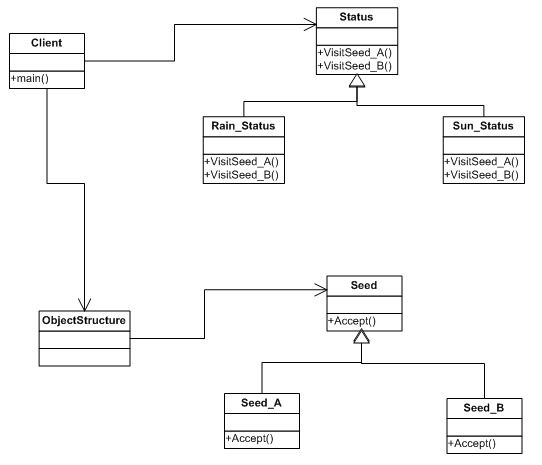 Status
+VisitSeed_A()
+VisitSeed_B()
Client
+main()
Rain_Status
+VisitSeed_A()
+VisitSeed_B()
Sun_Status
+VisitSeed_A()
+VisitSeed_B()
Seed
+Accept()
ObjectStructure
Seed_A
+Accept()
Seed_B
+Accept()